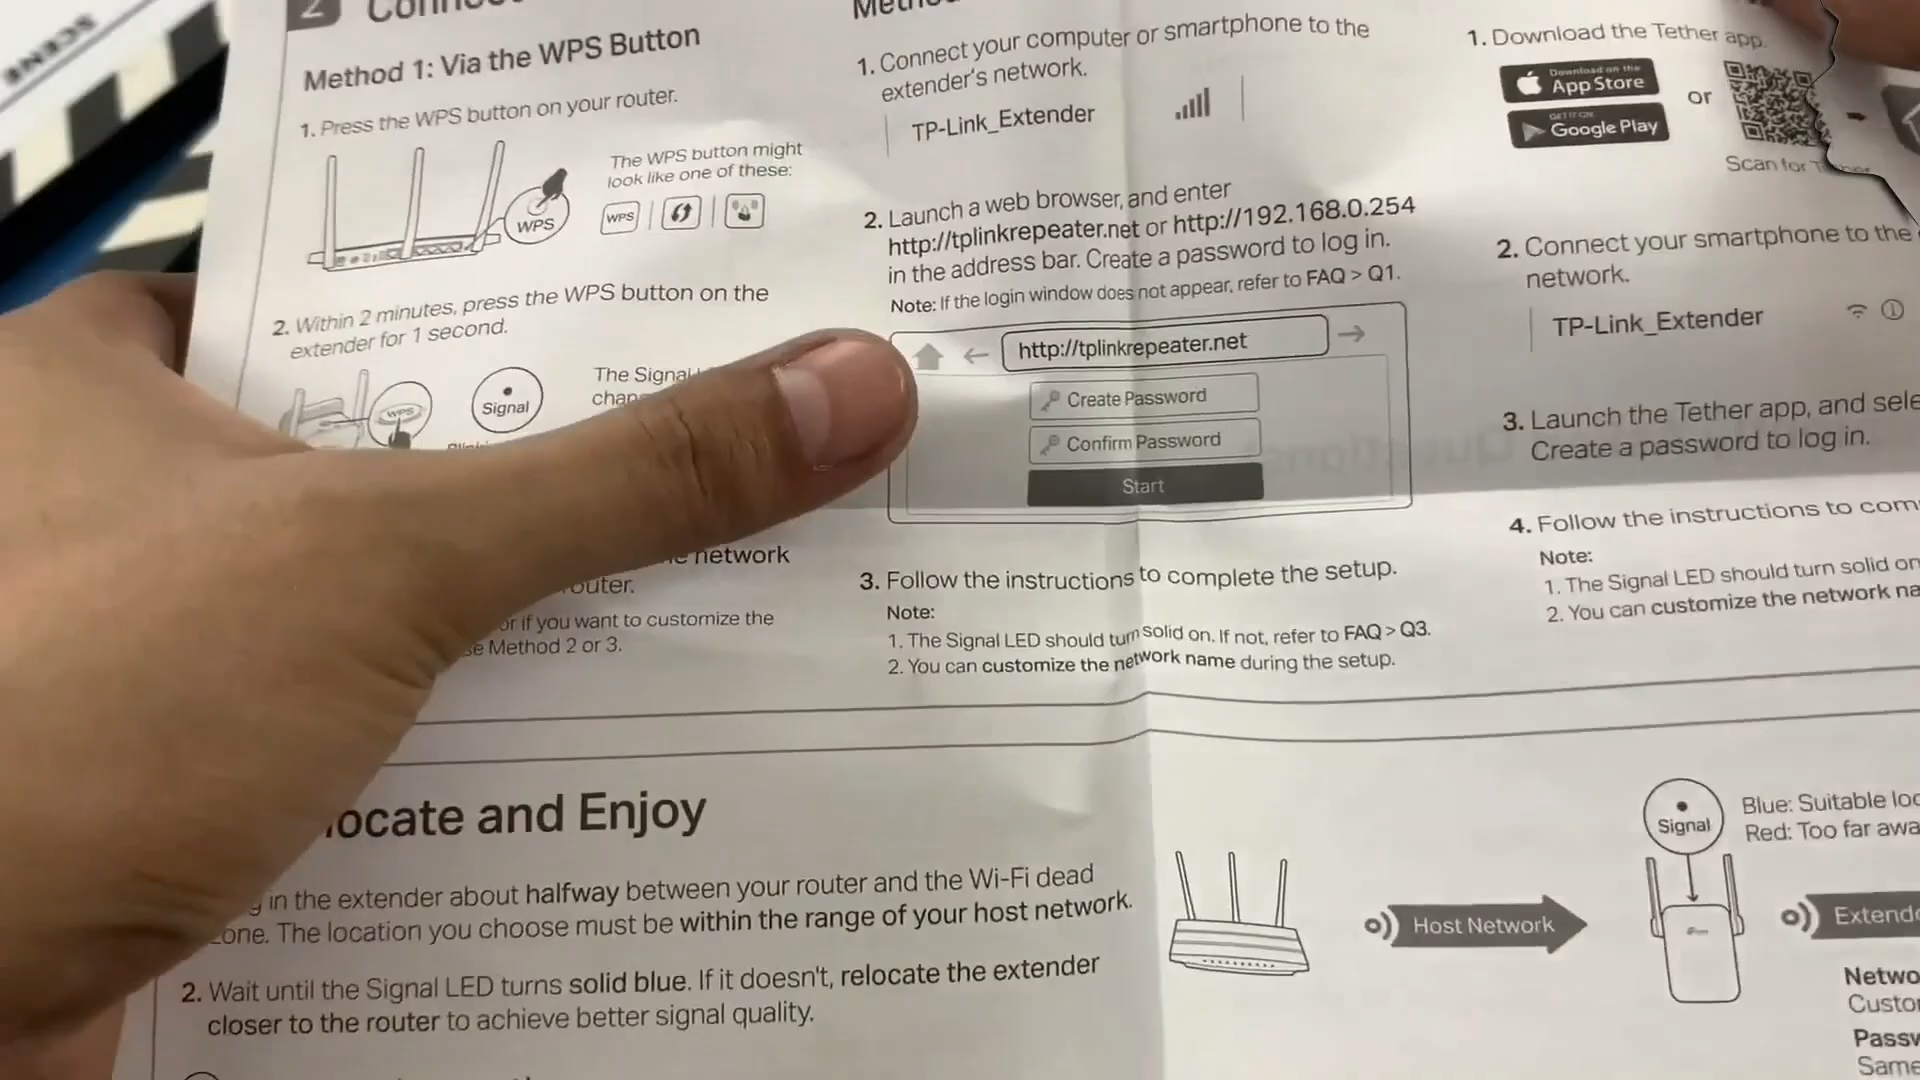 SCENE
2
Method 1: Via the WPS Button
1. Press the WPS button on your router.
WPS
The WPS button might
look like one of these:
WPS
2. Within 2 minutes, press the WPS button on the
extender for 1 second.
WPS
Signal
The Signal
network
if you want to customize the
Method 2 or 3.
1. Connect your computer or smartphone to the
extender's network.
TP-Link_Extender
2. Launch a web browser, and enter
http://tplinkrepeater.net or http://192.168.0.254
in the address bar. Create a password to log in.
Note: If the login window does not appear, refer to FAQ > Q1.
http://tplinkrepeater.net
Create Password
Confirm Password
Start
3. Follow the instructions to complete the setup.
Note:
1. The Signal LED should turn solid on. If not, refer to FAQ > Q3.
2. You can customize the network name during the setup.
1. Download the Tether app.
Download on the
App Store
or
GET IT ON
Google Play
Scan for
2. Connect your smartphone to the
network.
TP-Link_Extender
3. Launch the Tether app, and
Create a password to log in.
4. Follow the instructions to
Note:
1. The Signal LED should turn solid on
2. You can customize the network
and Enjoy
in the extender about halfway between your router and the Wi-Fi dead
The location you choose must be within the range of your host network.
2. Wait until the Signal LED turns solid blue. If it doesn't, relocate the extender
closer to the router to achieve better signal quality.
Host Network
Signal
Blue: Suitable
Red: Too far
Same